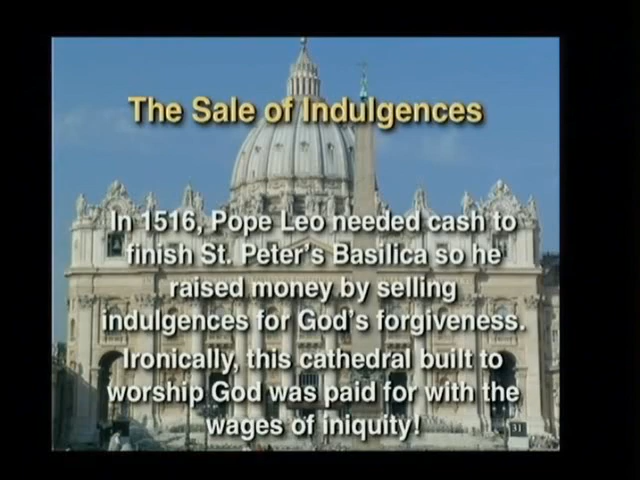 The Sale of Indulgences
In 1516, Pope Leo needed cash to
finish St. Peter's Basilica so he
raised money by selling
indulgences for God's forgiveness.
Ironically, this cathedral built to
worship God was paid for with the
wages of iniquity!
31